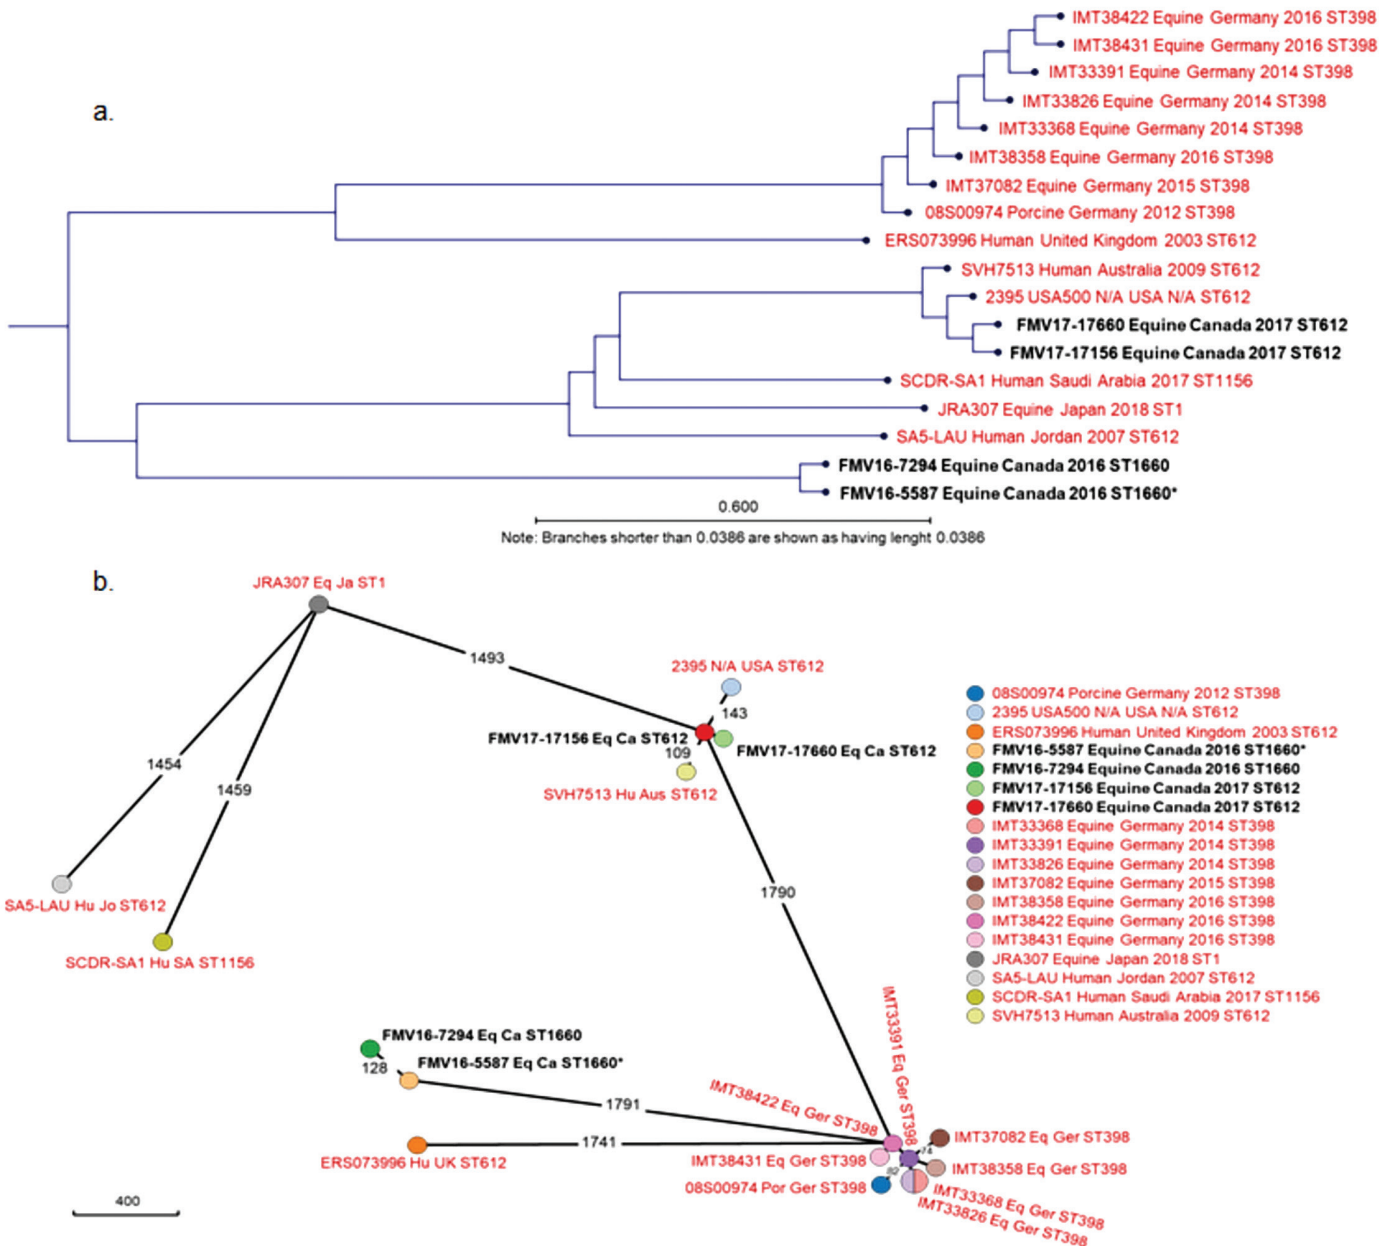 a.
IMT38422 Equine Germany 2016 ST398
IMT38431 Equine Germany 2016 ST398
IMT33391 Equine Germany 2014 ST398
IMT33826 Equine Germany 2014 ST398
IMT33368 Equine Germany 2014 ST398
IMT38358 Equine Germany 2016 ST398
IMT37082 Equine Germany 2015 ST398
08S00974 Porcine Germany 2012 ST398
ERS073996 Human United Kingdom 2003 ST612
SVH7513 Human Australia 2009 ST612
2395 USA500 N/A USA N/A ST612
FMV17-17660 Equine Canada 2017 ST612
FMV17-17156 Equine Canada 2017 ST612
SCDR-SA1 Human Saudi Arabia 2017 ST1156
JRA307 Equine Japan 2018 ST1
SA5-LAU Human Jordan 2007 ST612
FMV16-7294 Equine Canada 2016 ST1660
FMV16-5587 Equine Canada 2016 ST1660*
0.600
Note: Branches shorter than 0.0386 are shown as having lenght 0.0386
b.
JRA307 Eq Ja ST1
1493
2395 N/A USA ST612
143
FMV17-17156 Eq Ca ST612
FMV17-17660 Eq Ca ST612
109
SVH7513 Hu Aus ST612
1454
1459
SA5-LAU Hu Jo ST612
SCDR-SA1 Hu SA ST1156
1790
08S00974 Porcine Germany 2012 ST398
2395 USA500 N/A USA N/A ST612
ERS073996 Human United Kingdom 2003 ST612
FMV16-5587 Equine Canada 2016 ST1660*
FMV16-7294 Equine Canada 2016 ST1660
FMV17-17156 Equine Canada 2017 ST612
FMV17-17660 Equine Canada 2017 ST612
IMT33368 Equine Germany 2014 ST398
IMT33391 Equine Germany 2014 ST398
IMT33826 Equine Germany 2014 ST398
IMT37082 Equine Germany 2015 ST398
IMT38358 Equine Germany 2016 ST398
IMT38422 Equine Germany 2016 ST398
IMT38431 Equine Germany 2016 ST398
JRA307 Equine Japan 2018 ST1
SA5-LAU Human Jordan 2007 ST612
SCDR-SA1 Human Saudi Arabia 2017 ST1156
SVH7513 Human Australia 2009 ST612
FMV16-7294 Eq Ca ST1660
128
FMV16-5587 Eq Ca ST1660*
1791
1741
ERS073996 Hu UK ST612
IMT38422 Eq Ger ST398
IMT33391 Eq Ger ST398
IMT37082 Eq Ger ST398
74
IMT38431 Eq Ger ST398
IMT38358 Eq Ger ST398
82
08S00974 Por Ger ST398
IMT33368 Eq Ger ST398
IMT33826 Eq Ger ST398
400